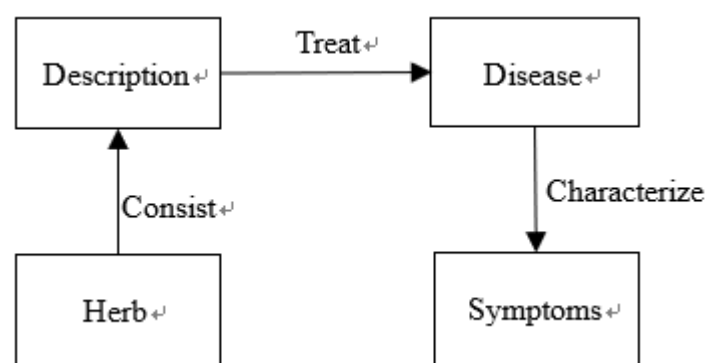 Treat
Description
Disease
Consist
Characterize
Herb
Symptoms